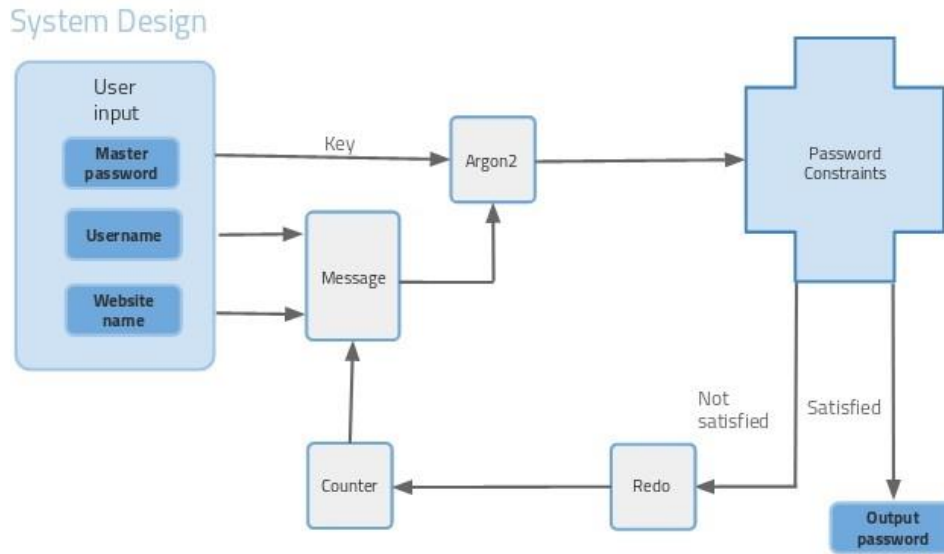 System Design
User
input
Master
password
Username
Website
name
Key
Message
Argon2
Password
Constraints
Not
satisfied
Satisfied
Counter
Redo
Output
password